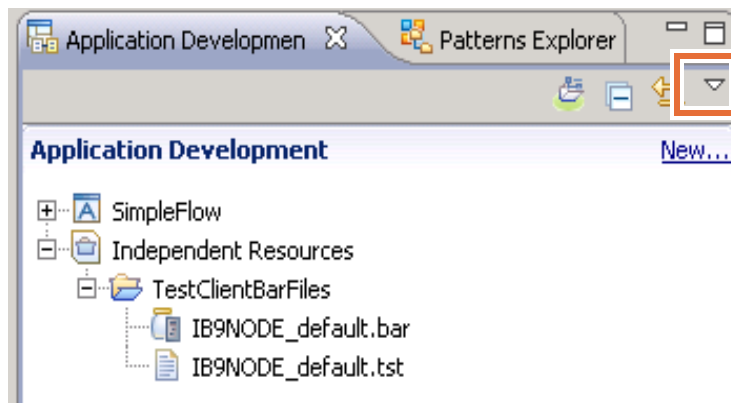 Application Developmen Patterns Explorer
Application Development New...
A SimpleFlow
Independent Resources
TestClientBarFiles
IB9NODE_default.bar
IB9NODE_default.tst